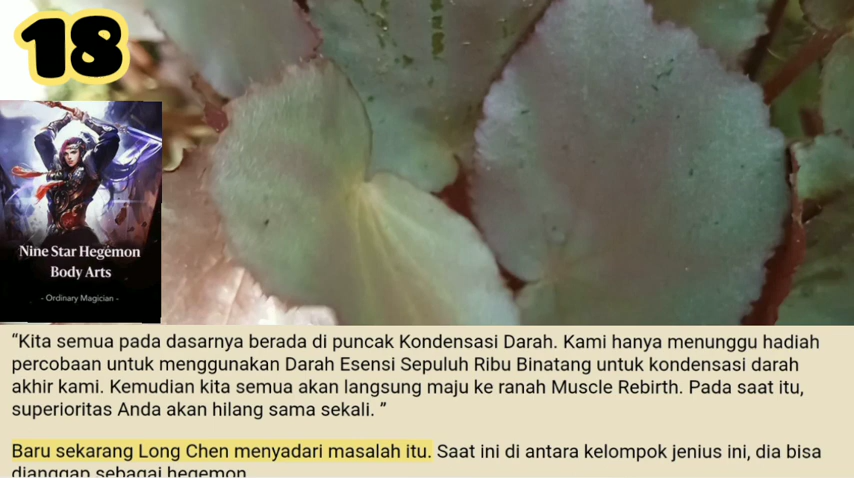 18
Nine Star Hegemon
Body Arts
- Ordinary Magician -
“Kita semua pada dasarnya berada di puncak Kondensasi Darah. Kami hanya menunggu hadiah
percobaan untuk menggunakan Darah Esensi Sepuluh Ribu Binatang untuk kondensasi darah
akhir kami. Kemudian kita semua akan langsung maju ke ranah Muscle Rebirth. Pada saat itu,
superioritas Anda akan hilang sama sekali. ”
Baru sekarang Long Chen menyadari masalah itu. Saat ini di antara kelompok jenius ini, dia bisa
dianggap sebagai hegemon